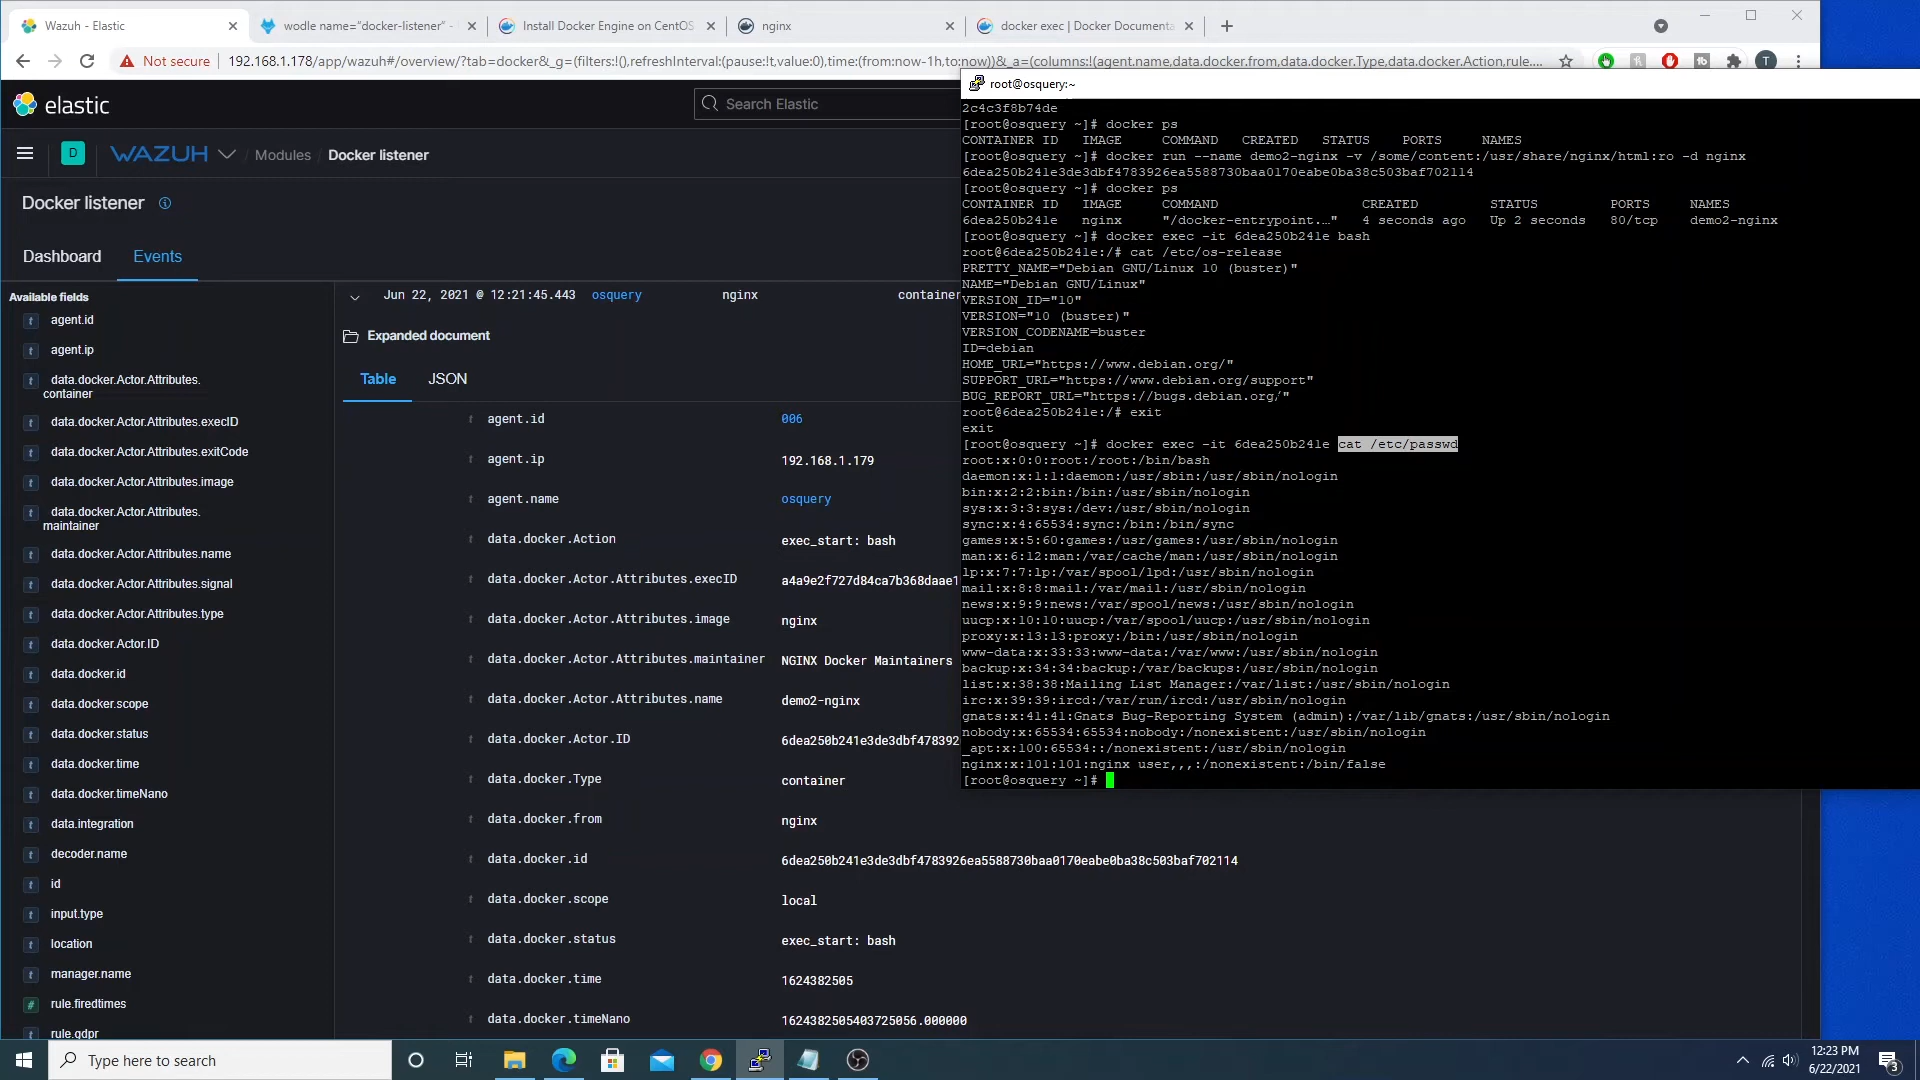 Wazuh - Elastic
wodle name="docker-listener" -
Install Docker Engine on CentOS
nginx
docker exec | Docker Documenta
Not secure
192.168.1.178/app/wazuh#/overview/?tab=docker&_g=(filters:!(),refreshInterval:(pause:!t,value:0),time:(from:now-1h,to:now))&_a=(columns:!(agent.name,data.docker.from,data.docker.Type,data.docker.Action,rule....
T
elastic
Search Elastic
D
WAZUH
/ Modules / Docker listener
Docker listener
Dashboard
Events
Available fields
t agent.id
t agent.ip
t data.docker.Actor.Attributes.
container
t data.docker.Actor.Attributes.execID
t data.docker.Actor.Attributes.exitCode
t data.docker.Actor.Attributes.image
t data.docker.Actor.Attributes.
maintainer
t data.docker.Actor.Attributes.name
t data.docker.Actor.Attributes.signal
t data.docker.Actor.Attributes.type
t data.docker.Actor.ID
t data.docker.id
t data.docker.scope
t data.docker.status
t data.docker.time
t data.docker.timeNano
t data.integration
t decoder.name
t id
t input.type
t location
t manager.name
# rule.firedtimes
t rule.gdpr
Jun 22, 2021 @ 12:21:45.443 osquery nginx container
Expanded document
Table JSON
t agent.id 006
t agent.ip 192.168.1.179
t agent.name osquery
t data.docker.Action exec_start: bash
t data.docker.Actor.Attributes.execID a4a9e2f727d84ca7b368daae1
t data.docker.Actor.Attributes.image nginx
t data.docker.Actor.Attributes.maintainer NGINX Docker Maintainers
t data.docker.Actor.Attributes.name demo2-nginx
t data.docker.Actor.ID 6dea250b241e3de3dbf4783926
t data.docker.Type container
t data.docker.from nginx
t data.docker.id 6dea250b241e3de3dbf4783926ea5588730baa0170eabe0ba38c503baf702114
t data.docker.scope local
t data.docker.status exec_start: bash
t data.docker.time 1624382505
t data.docker.timeNano 1624382505403725056.000000
root@osquery:~
2c4c3f8b74de
[root@osquery ~]# docker ps
CONTAINER ID IMAGE COMMAND CREATED STATUS PORTS NAMES
[root@osquery ~]# docker run --name demo2-nginx -v /some/content:/usr/share/nginx/html:ro -d nginx
6dea250b241e3de3dbf4783926ea5588730baa0170eabe0ba38c503baf702114
[root@osquery ~]# docker ps
CONTAINER ID IMAGE COMMAND CREATED STATUS PORTS NAMES
6dea250b241e nginx "/docker-entrypoint.…" 4 seconds ago Up 2 seconds 80/tcp demo2-nginx
[root@osquery ~]# docker exec -it 6dea250b241e bash
root@6dea250b241e:/# cat /etc/os-release
PRETTY_NAME="Debian GNU/Linux 10 (buster)"
NAME="Debian GNU/Linux"
VERSION_ID="10"
VERSION="10 (buster)"
VERSION_CODENAME=buster
ID=debian
HOME_URL="https://www.debian.org/"
SUPPORT_URL="https://www.debian.org/support"
BUG_REPORT_URL="https://bugs.debian.org/"
root@6dea250b241e:/# exit
exit
[root@osquery ~]# docker exec -it 6dea250b241e cat /etc/passwd
root:x:0:0:root:/root:/bin/bash
daemon:x:1:1:daemon:/usr/sbin:/usr/sbin/nologin
bin:x:2:2:bin:/bin:/usr/sbin/nologin
sys:x:3:3:sys:/dev:/usr/sbin/nologin
sync:x:4:65534:sync:/bin:/bin/sync
games:x:5:60:games:/usr/games:/usr/sbin/nologin
man:x:6:12:man:/var/cache/man:/usr/sbin/nologin
lp:x:7:7:lp:/var/spool/lpd:/usr/sbin/nologin
mail:x:8:8:mail:/var/mail:/usr/sbin/nologin
news:x:9:9:news:/var/spool/news:/usr/sbin/nologin
uucp:x:10:10:uucp:/var/spool/uucp:/usr/sbin/nologin
proxy:x:13:13:proxy:/bin:/usr/sbin/nologin
www-data:x:33:33:www-data:/var/www:/usr/sbin/nologin
backup:x:34:34:backup:/var/backups:/usr/sbin/nologin
list:x:38:38:Mailing List Manager:/var/list:/usr/sbin/nologin
irc:x:39:39:ircd:/var/run/ircd:/usr/sbin/nologin
gnats:x:41:41:Gnats Bug-Reporting System (admin):/var/lib/gnats:/usr/sbin/nologin
nobody:x:65534:65534:nobody:/nonexistent:/usr/sbin/nologin
_apt:x:100:65534::/nonexistent:/usr/sbin/nologin
nginx:x:101:101:nginx user,,,:/nonexistent:/bin/false
[root@osquery ~]#
Type here to search
12:23 PM
6/22/2021
3